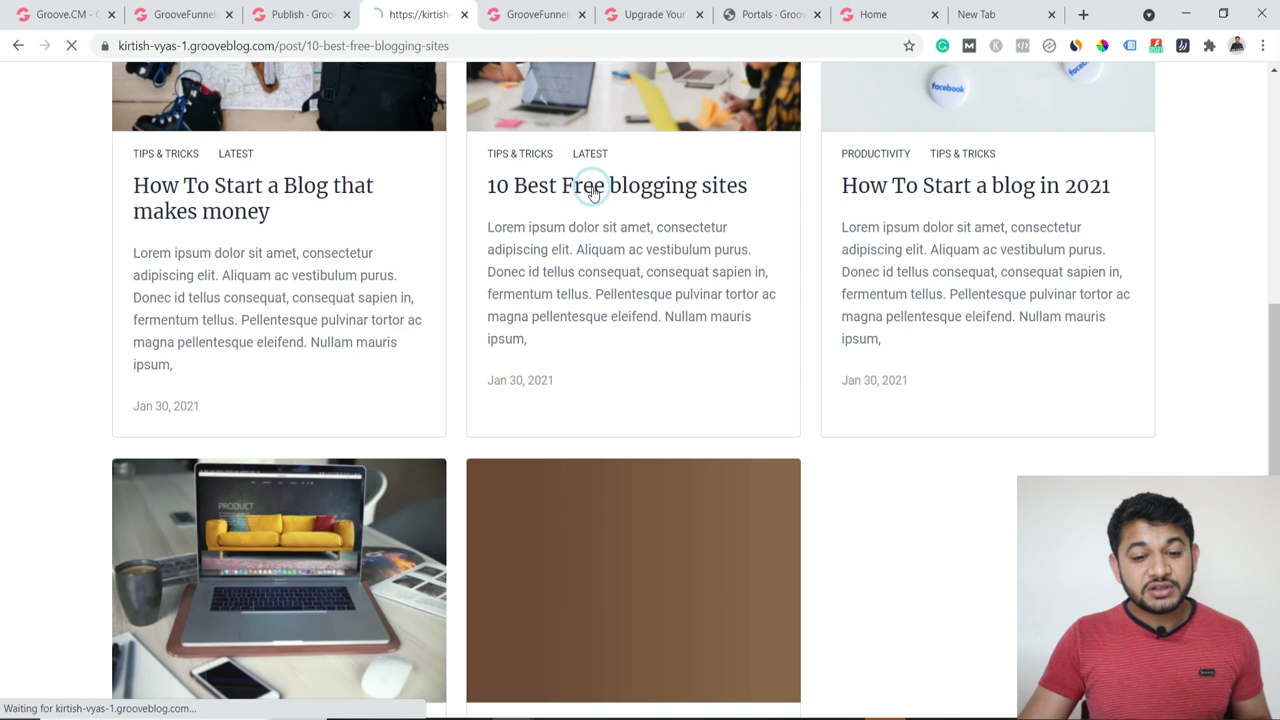 Groove.CM -
GrooveFunnel
Publish - Groo
https://kirtish-
GrooveFunnel
Upgrade Your
Portals - Groo
Home
New Tab
kirtish-vyas-1.grooveblog.com/post/10-best-free-blogging-sites
facebook
TIPS & TRICKS LATEST
How To Start a Blog that
makes money
Lorem ipsum dolor sit amet, consectetur
adipiscing elit. Aliquam ac vestibulum purus.
Donec id tellus consequat, consequat sapien in,
fermentum tellus. Pellentesque pulvinar tortor ac
magna pellentesque eleifend. Nullam mauris
ipsum,
Jan 30, 2021
TIPS & TRICKS LATEST
10 Best Free blogging sites
Lorem ipsum dolor sit amet, consectetur
adipiscing elit. Aliquam ac vestibulum purus.
Donec id tellus consequat, consequat sapien in,
fermentum tellus. Pellentesque pulvinar tortor ac
magna pellentesque eleifend. Nullam mauris
ipsum,
Jan 30, 2021
PRODUCTIVITY TIPS & TRICKS
How To Start a blog in 2021
Lorem ipsum dolor sit amet, consectetur
adipiscing elit. Aliquam ac vestibulum purus.
Donec id tellus consequat, consequat sapien in,
fermentum tellus. Pellentesque pulvinar tortor ac
magna pellentesque eleifend. Nullam mauris
ipsum,
Jan 30, 2021
PRODUCT
Waiting for kirtish-vyas-1.grooveblog.com...